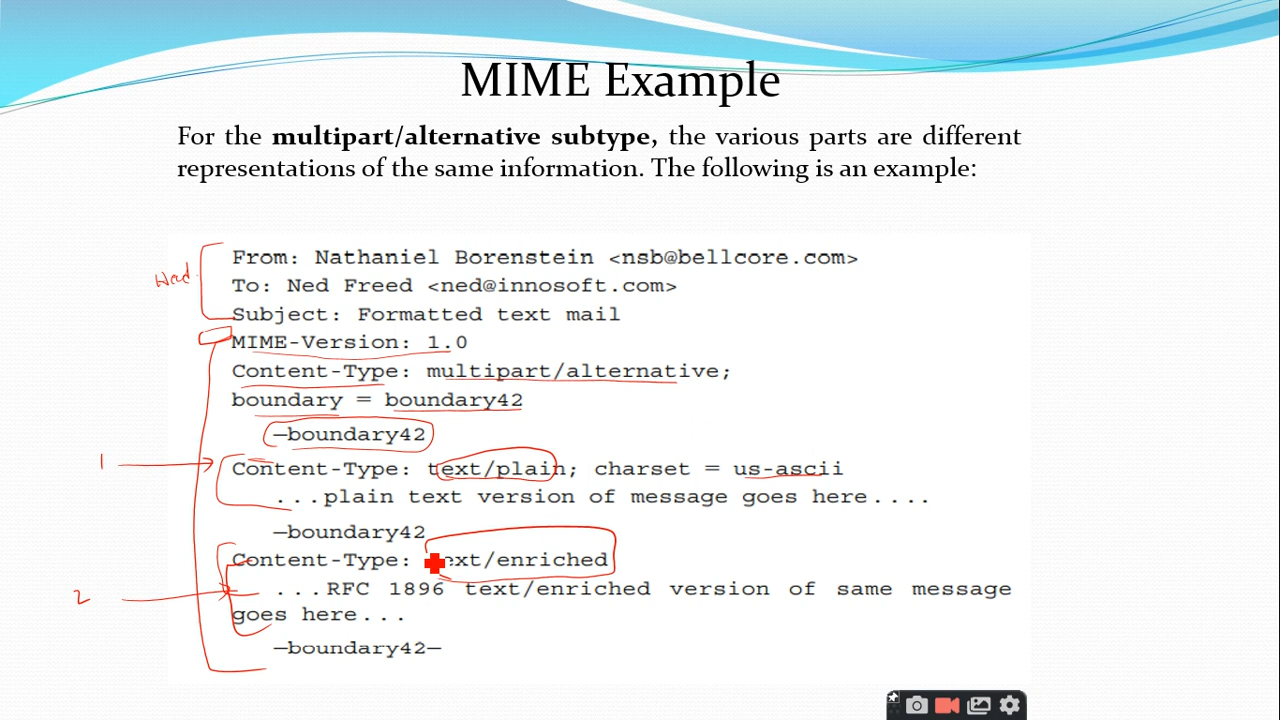 MIME Example
For the multipart/alternative subtype, the various parts are different
representations of the same information. The following is an example:
From: Nathaniel Borenstein <nsb@bellcore.com>
Head
To: Ned Freed <ned@innosoft.com>
Subject: Formatted text mail
MIME-Version: 1.0
Content-Type: multipart/alternative;
boundary = boundary42
—boundary42
1
Content-Type: text/plain; charset = us-ascii
...plain text version of message goes here....
—boundary42
Content-Type: text/enriched
2
...RFC 1896 text/enriched version of same message
goes here...
—boundary42—